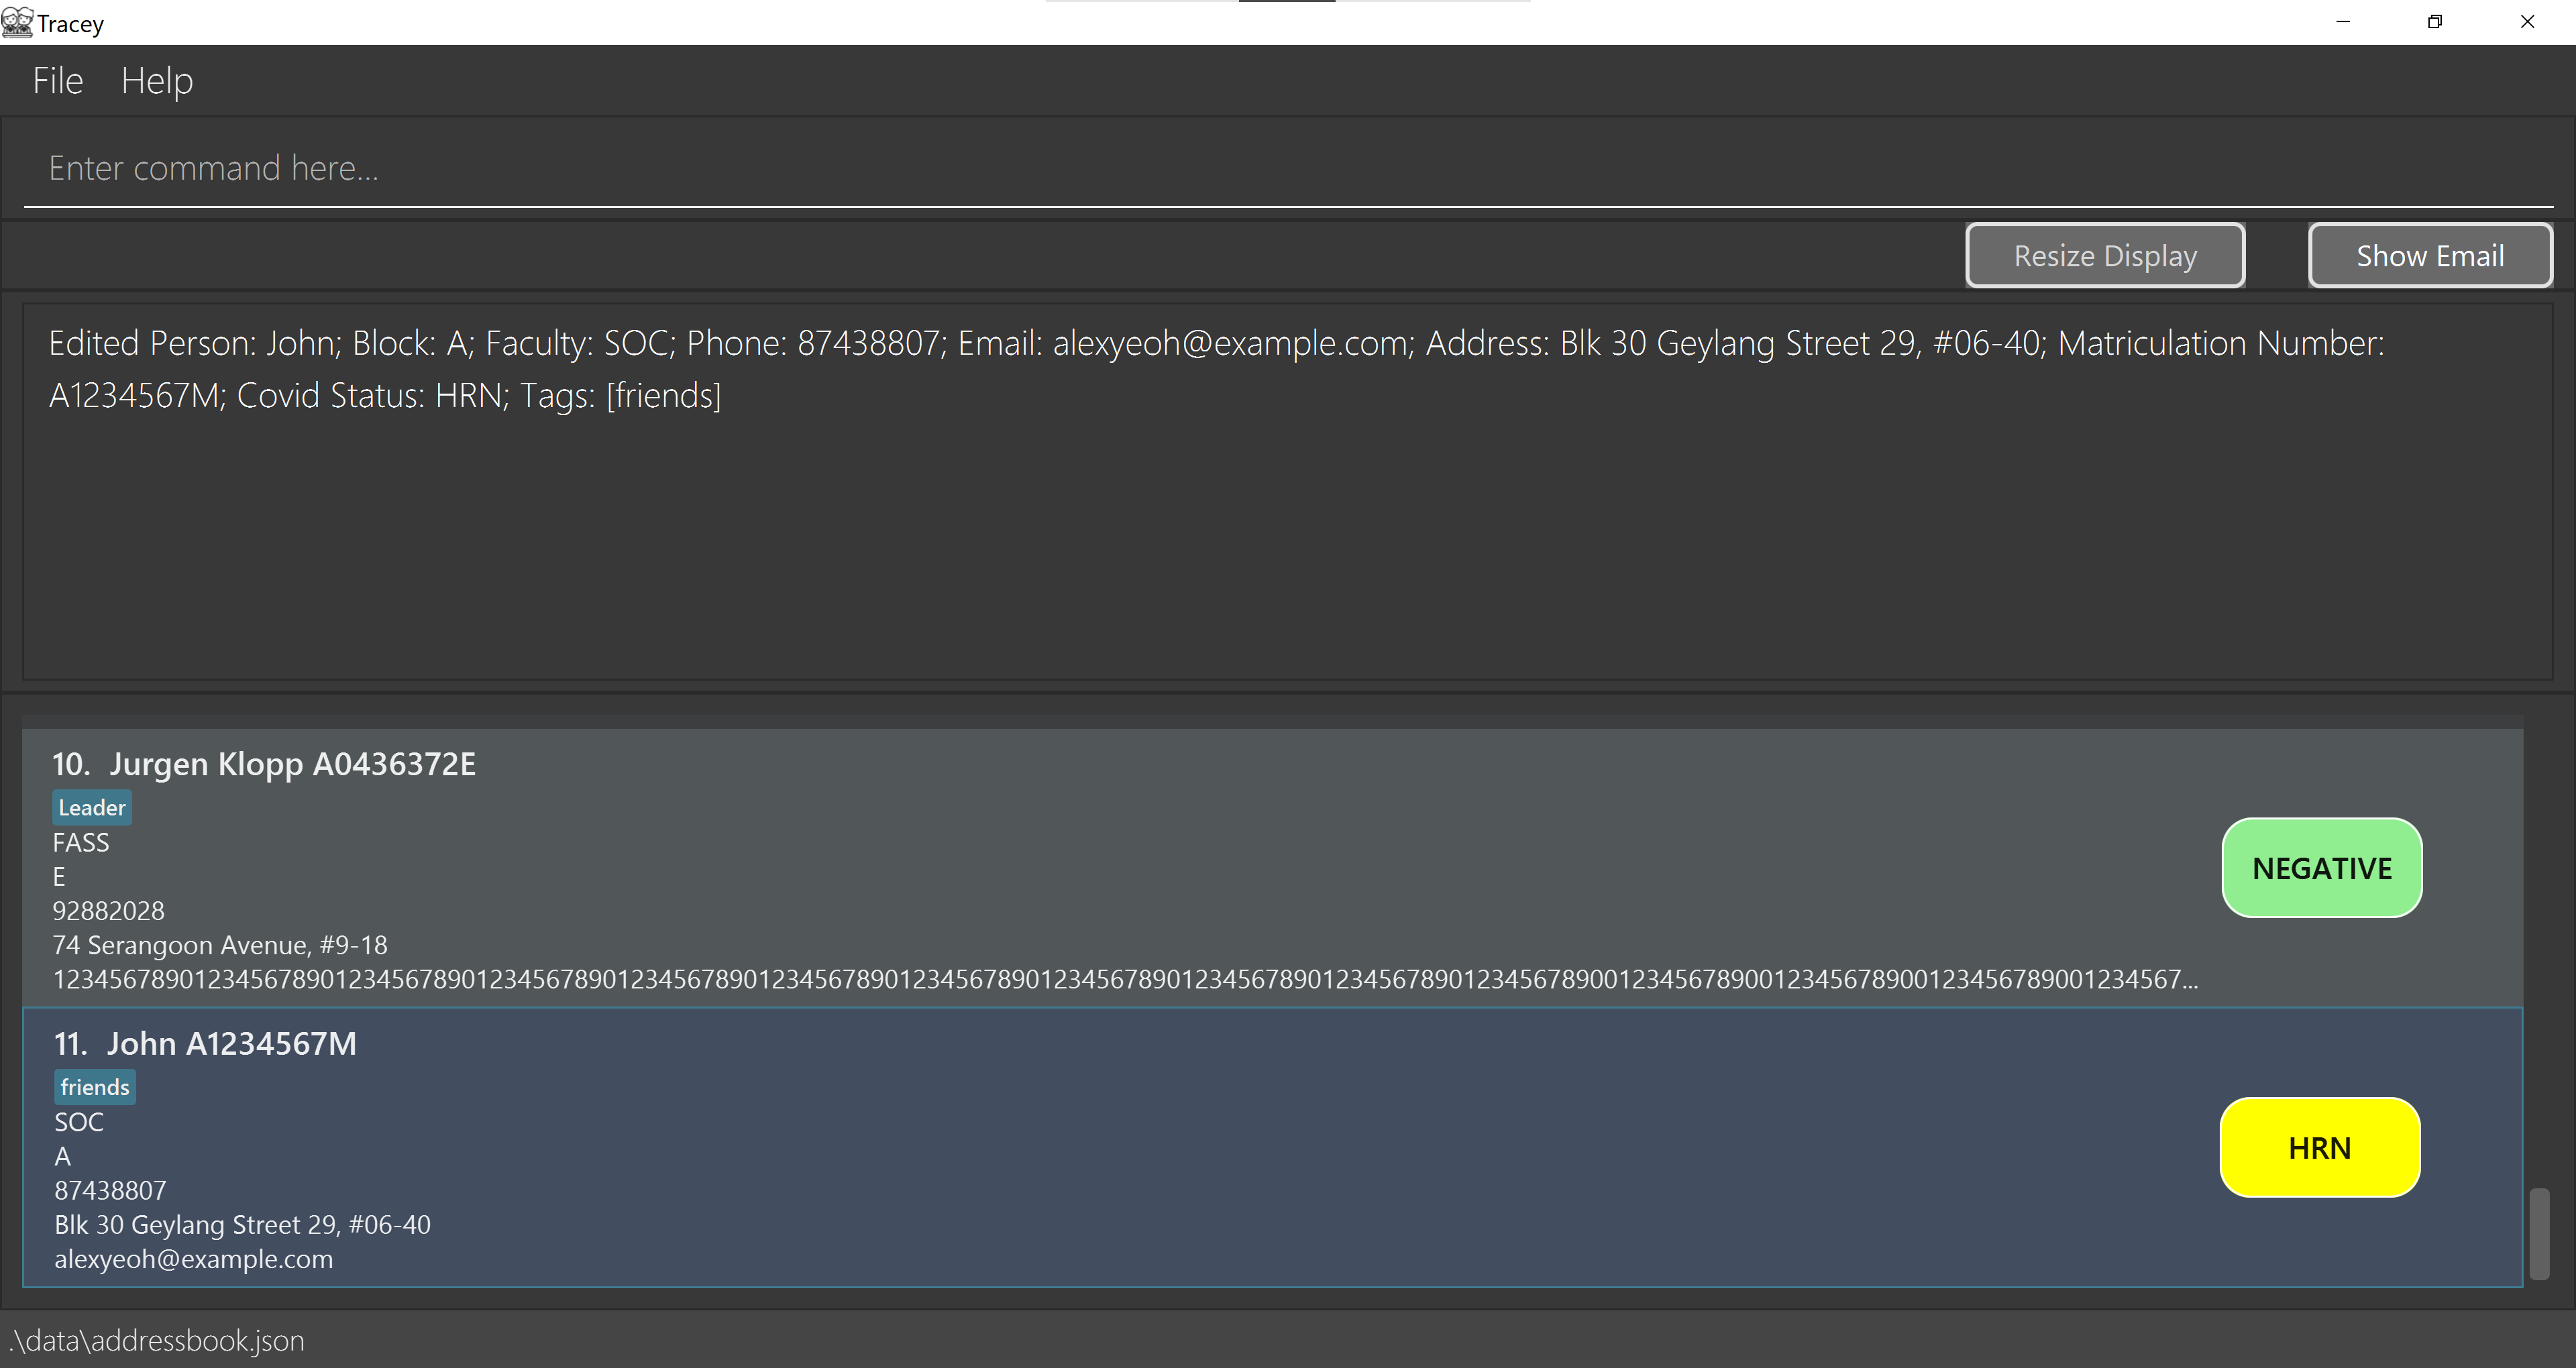 Tracey
File Help
Enter command here...
Resize Display Show Email
Edited Person: John; Block: A; Faculty: SOC; Phone: 87438807; Email: alexyeoh@example.com; Address: Blk 30 Geylang Street 29, #06-40; Matriculation Number:
A1234567M; Covid Status: HRN; Tags: [friends]
10. Jurgen Klopp A0436372E
Leader
FASS
E
NEGATIVE
92882028
74 Serangoon Avenue, #9-18
123456789012345678901234567890123456789012345678901234567890123456789012345678901234567890123456789001234567890012345678900123456789001234567...
11. John A1234567M
friends
SOC
A
HRN
87438807
Blk 30 Geylang Street 29, #06-40
alexyeoh@example.com
.\data\addressbook.json